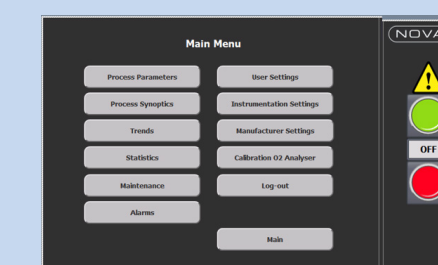 Main Menu
Process Parameters
User Settings
Process Synoptics
Instrumentation Settings
Trends
Manufacturer Settings
Statistics
Calibration O2 Analyser
Maintenance
Log-out
Alarms
Main
NOVA
OFF